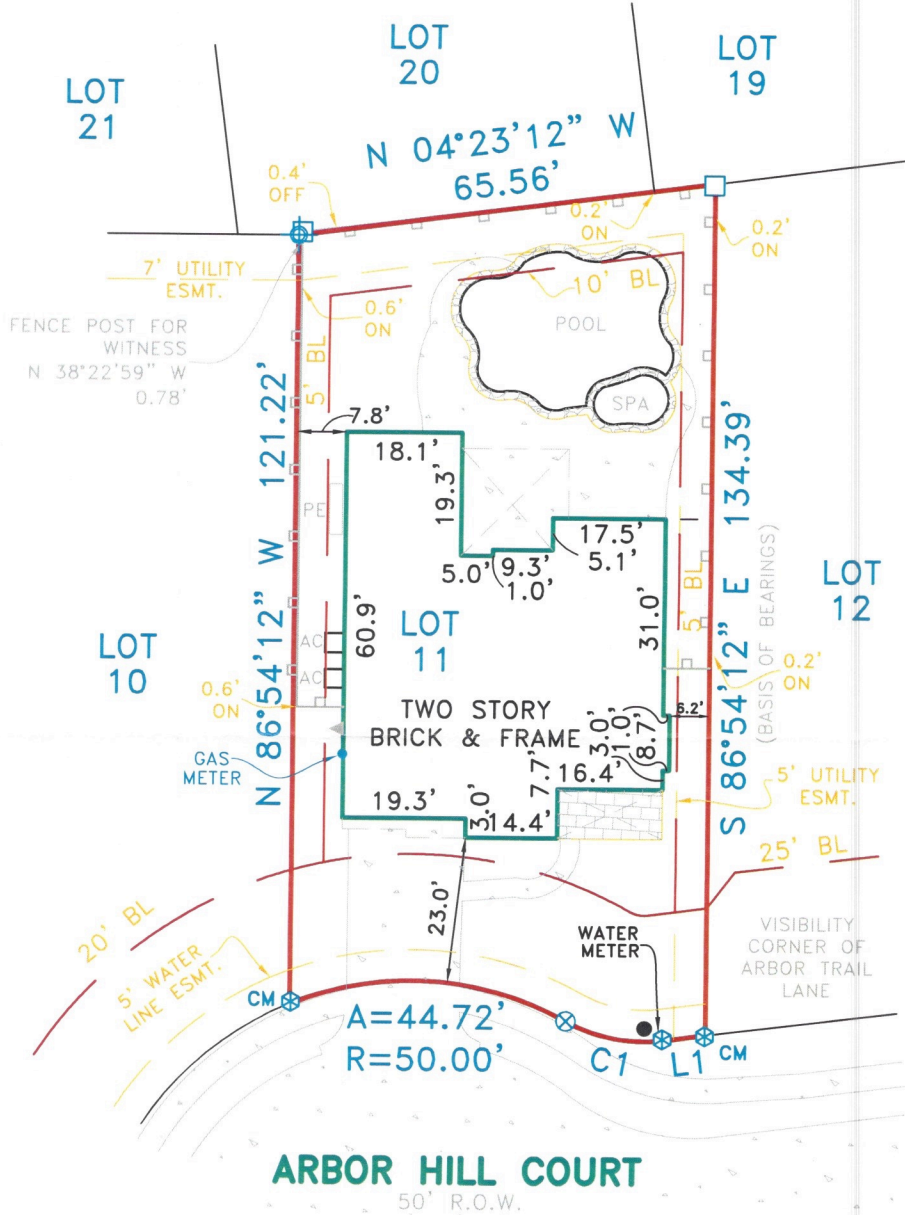 LOT
20
LOT
19
LOT
21
N 04°23'12" W
65.56'
0.4'
OFF
0.2'
ON
0.2'
ON
7' UTILITY
ESMT.
10' BL
0.6'
ON
POOL
FENCE POST FOR
WITNESS
N 38°22'59" W
0.78'
5' BL
SPA
7.8'
18.1'
19.3'
N 86°54'12" W 121.22'
S 86°54'12" E 134.39'
(BASIS OF BEARINGS)
PE
17.5'
5.1'
5.0'
9.3'
1.0'
5' BL
31.0'
60.9'
LOT
12
LOT
11
LOT
10
AC
AC
0.6'
ON
0.2'
ON
TWO STORY
BRICK & FRAME
6.2'
3.0'
1.0'
8.7'
GAS
METER
16.4'
7.7'
5' UTILITY
ESMT.
19.3'
3.0'
14.4'
25' BL
23.0'
20' BL
5' WATER
LINE ESMT.
WATER
METER
VISIBILITY
CORNER OF
ARBOR TRAIL
LANE
CM
A=44.72'
R=50.00'
C1
L1
CM
ARBOR HILL COURT
50' R.O.W.